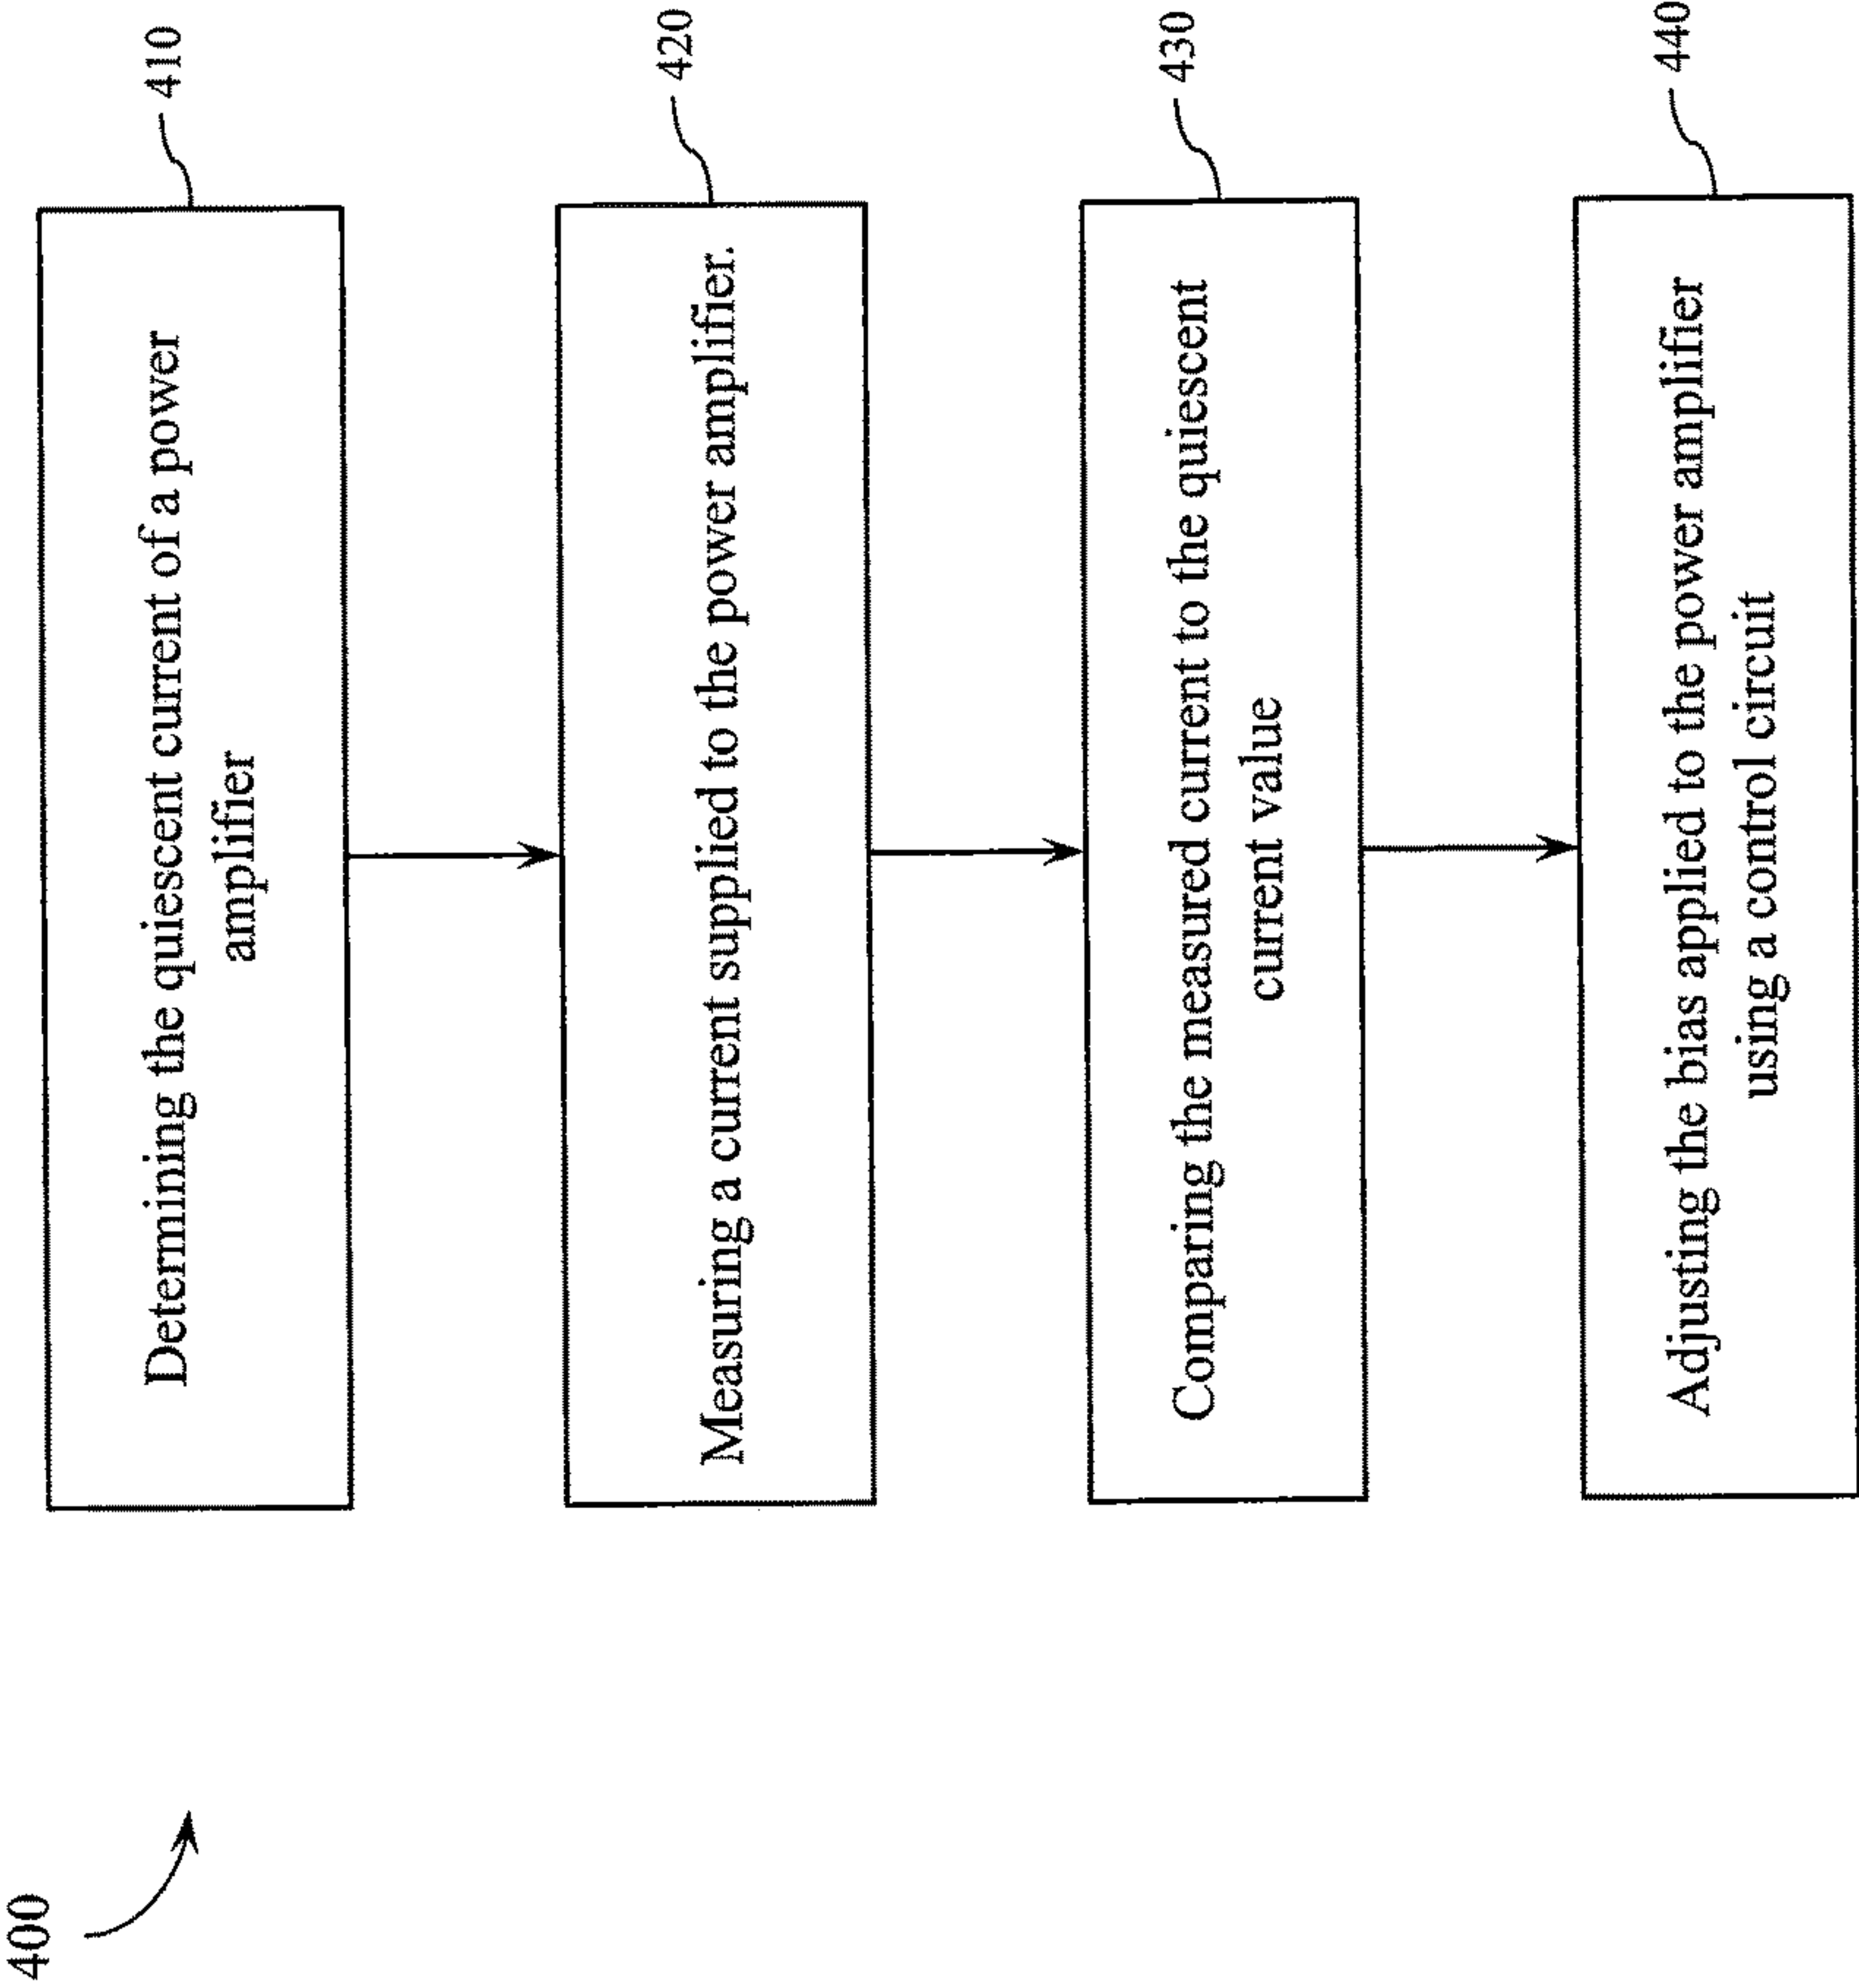 400
Determining the quiescent current of a power
amplifier
410
Measuring a current supplied to the power amplifier.
420
Comparing the measured current to the quiescent
current value
430
Adjusting the bias applied to the power amplifier
using a control circuit
440